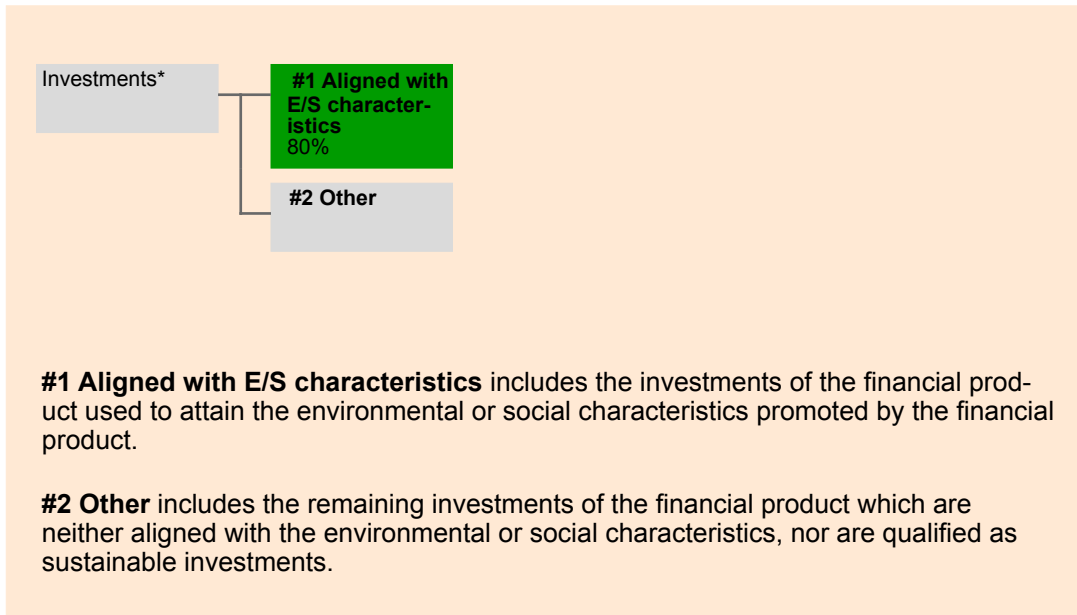 Investments*
#1 Aligned with
E/S character-
istics
80%
#2 Other
#1 Aligned with E/S characteristics includes the investments of the financial prod-
uct used to attain the environmental or social characteristics promoted by the financial
product.
#2 Other includes the remaining investments of the financial product which are
neither aligned with the environmental or social characteristics, nor are qualified as
sustainable investments.